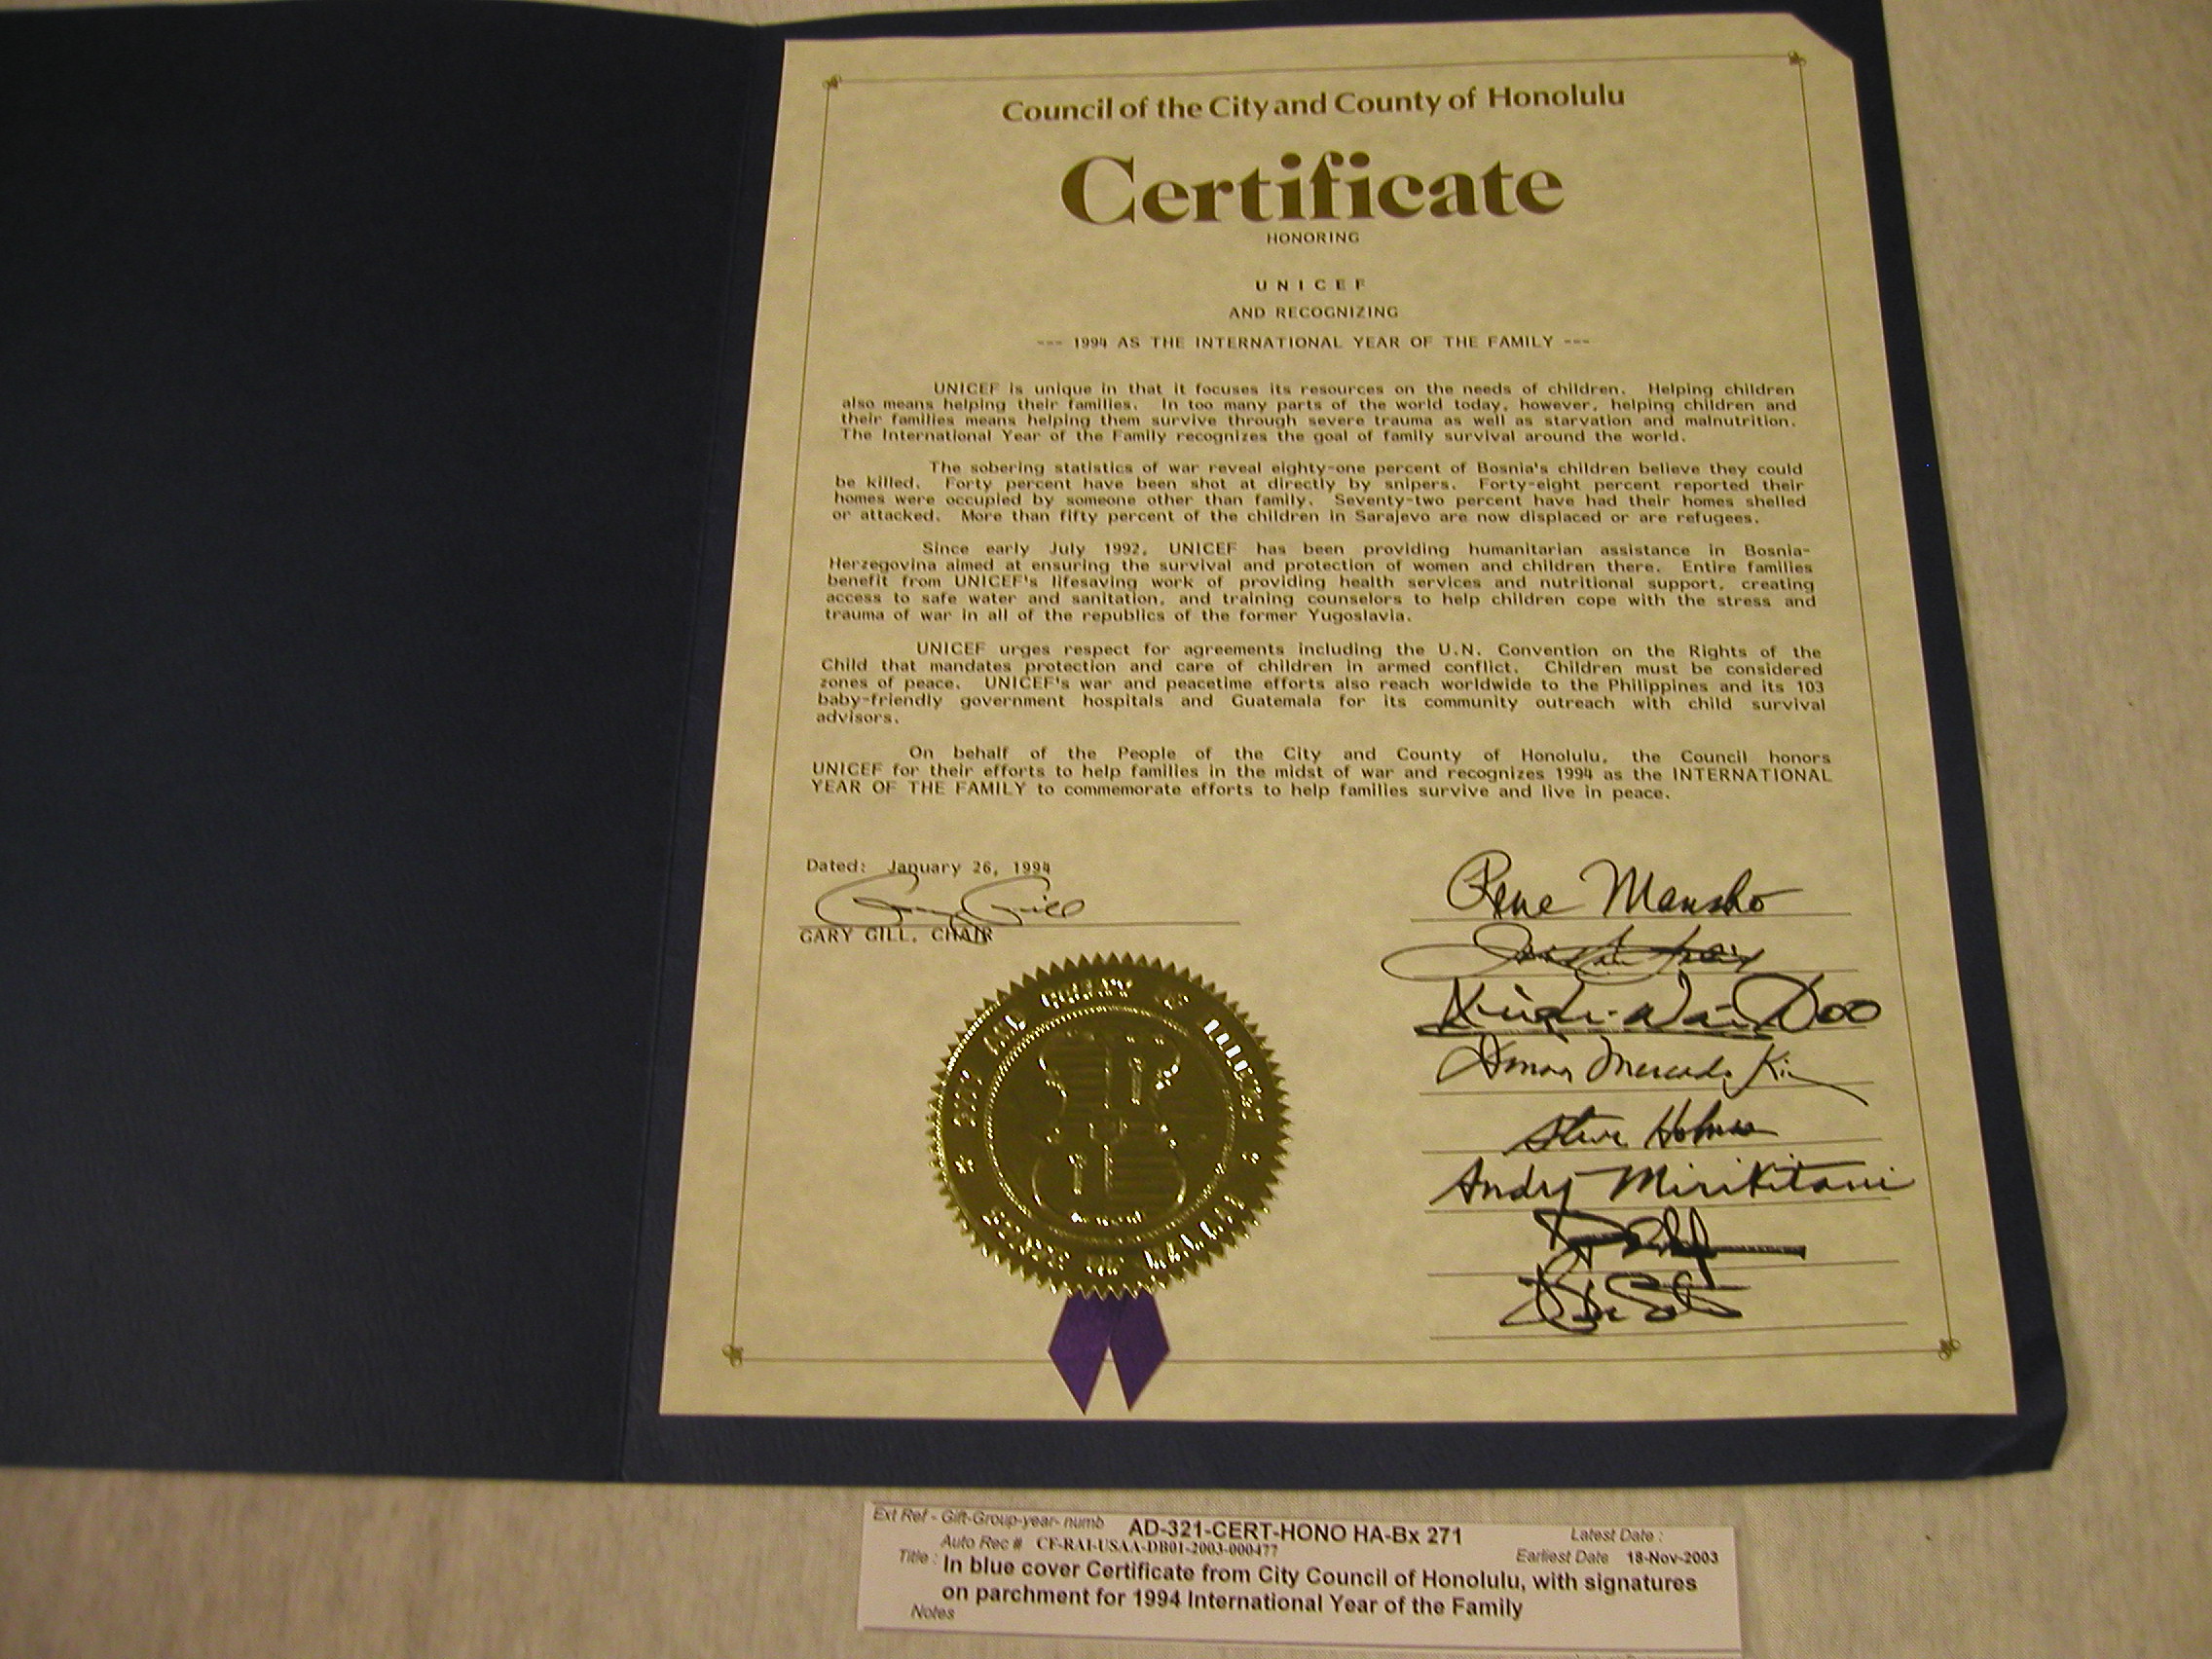 Council of the City and County of Honolulu
Certificate
HONORING
UNICEF
AND RECOGNIZING
--- 1994 AS THE INTERNATIONAL YEAR OF THE FAMILY ---
UNICEF is unique in that it focuses its resources on the needs of children. Helping children
also means helping their families. In too many parts of the world today, however, helping children and
their families means helping them survive through severe trauma as well as starvation and malnutrition.
The International Year of the Family recognizes the goal of family survival around the world.
The sobering statistics of war reveal eighty-one percent of Bosnia's children believe they could
be killed. Forty percent have been shot at directly by snipers. Forty-eight percent reported their
homes were occupied by someone other than family. Seventy-two percent have had their homes shelled
or attacked. More than fifty percent of the children in Sarajevo are now displaced or are refugees.
Since early July 1992, UNICEF has been providing humanitarian assistance in Bosnia-
Herzegovina aimed at ensuring the survival and protection of women and children there. Entire families
benefit from UNICEF's lifesaving work of providing health services and nutritional support, creating
access to safe water and sanitation, and training counselors to help children cope with the stress and
trauma of war in all of the republics of the former Yugoslavia.
UNICEF urges respect for agreements including the U.N. Convention on the Rights of the
Child that mandates protection and care of children in armed conflict. Children must be considered
zones of peace. UNICEF's war and peacetime efforts also reach worldwide to the Philippines and its 103
baby-friendly government hospitals and Guatemala for its community outreach with child survival
advisors.
On behalf of the People of the City and County of Honolulu, the Council honors
UNICEF for their efforts to help families in the midst of war and recognizes 1994 as the INTERNATIONAL
YEAR OF THE FAMILY to commemorate efforts to help families survive and live in peace.
Dated: January 26, 1994
Gary Gill
GARY GILL, CHAIR
Rene Mansho
Donna Mercado Kim
Steve Holmes
Andy Mirikitani
CITY AND COUNTY OF HONOLULU
STATE OF HAWAII
Ext Ref - Gift-Group-year- numb AD-321-CERT-HONO HA-Bx 271 Latest Date :
Auto Rec # CF-RAI-USAA-DB01-2003-000477 Earliest Date 18-Nov-2003
Title : In blue cover Certificate from City Council of Honolulu, with signatures
on parchment for 1994 International Year of the Family
Notes